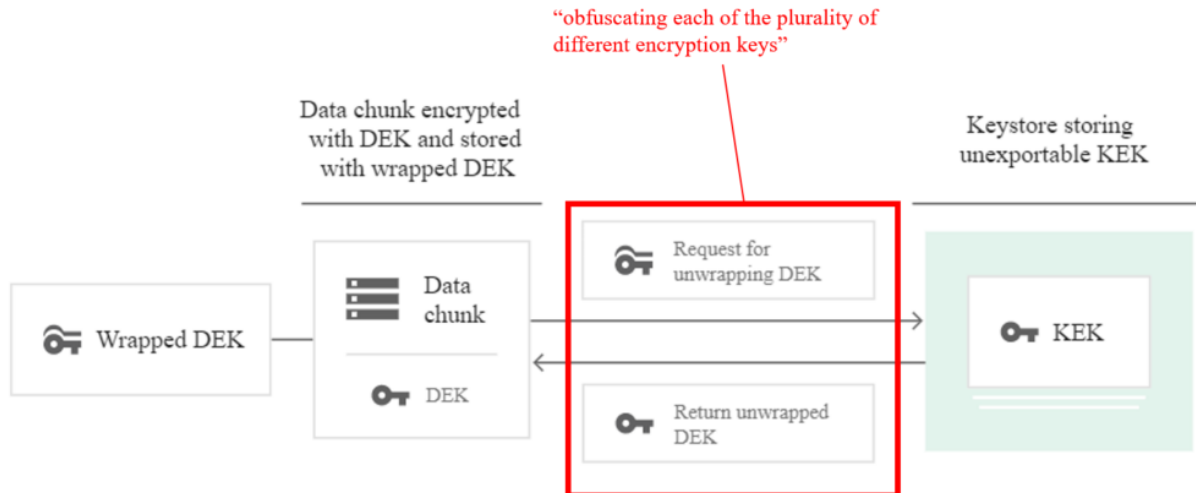 “obfuscating each of the plurality of
different encryption keys”
Data chunk encrypted
with DEK and stored
with wrapped DEK
Keystore storing
unexportable KEK
Wrapped DEK
Data
chunk
DEK
Request for
unwrapping DEK
Return unwrapped
DEK
KEK